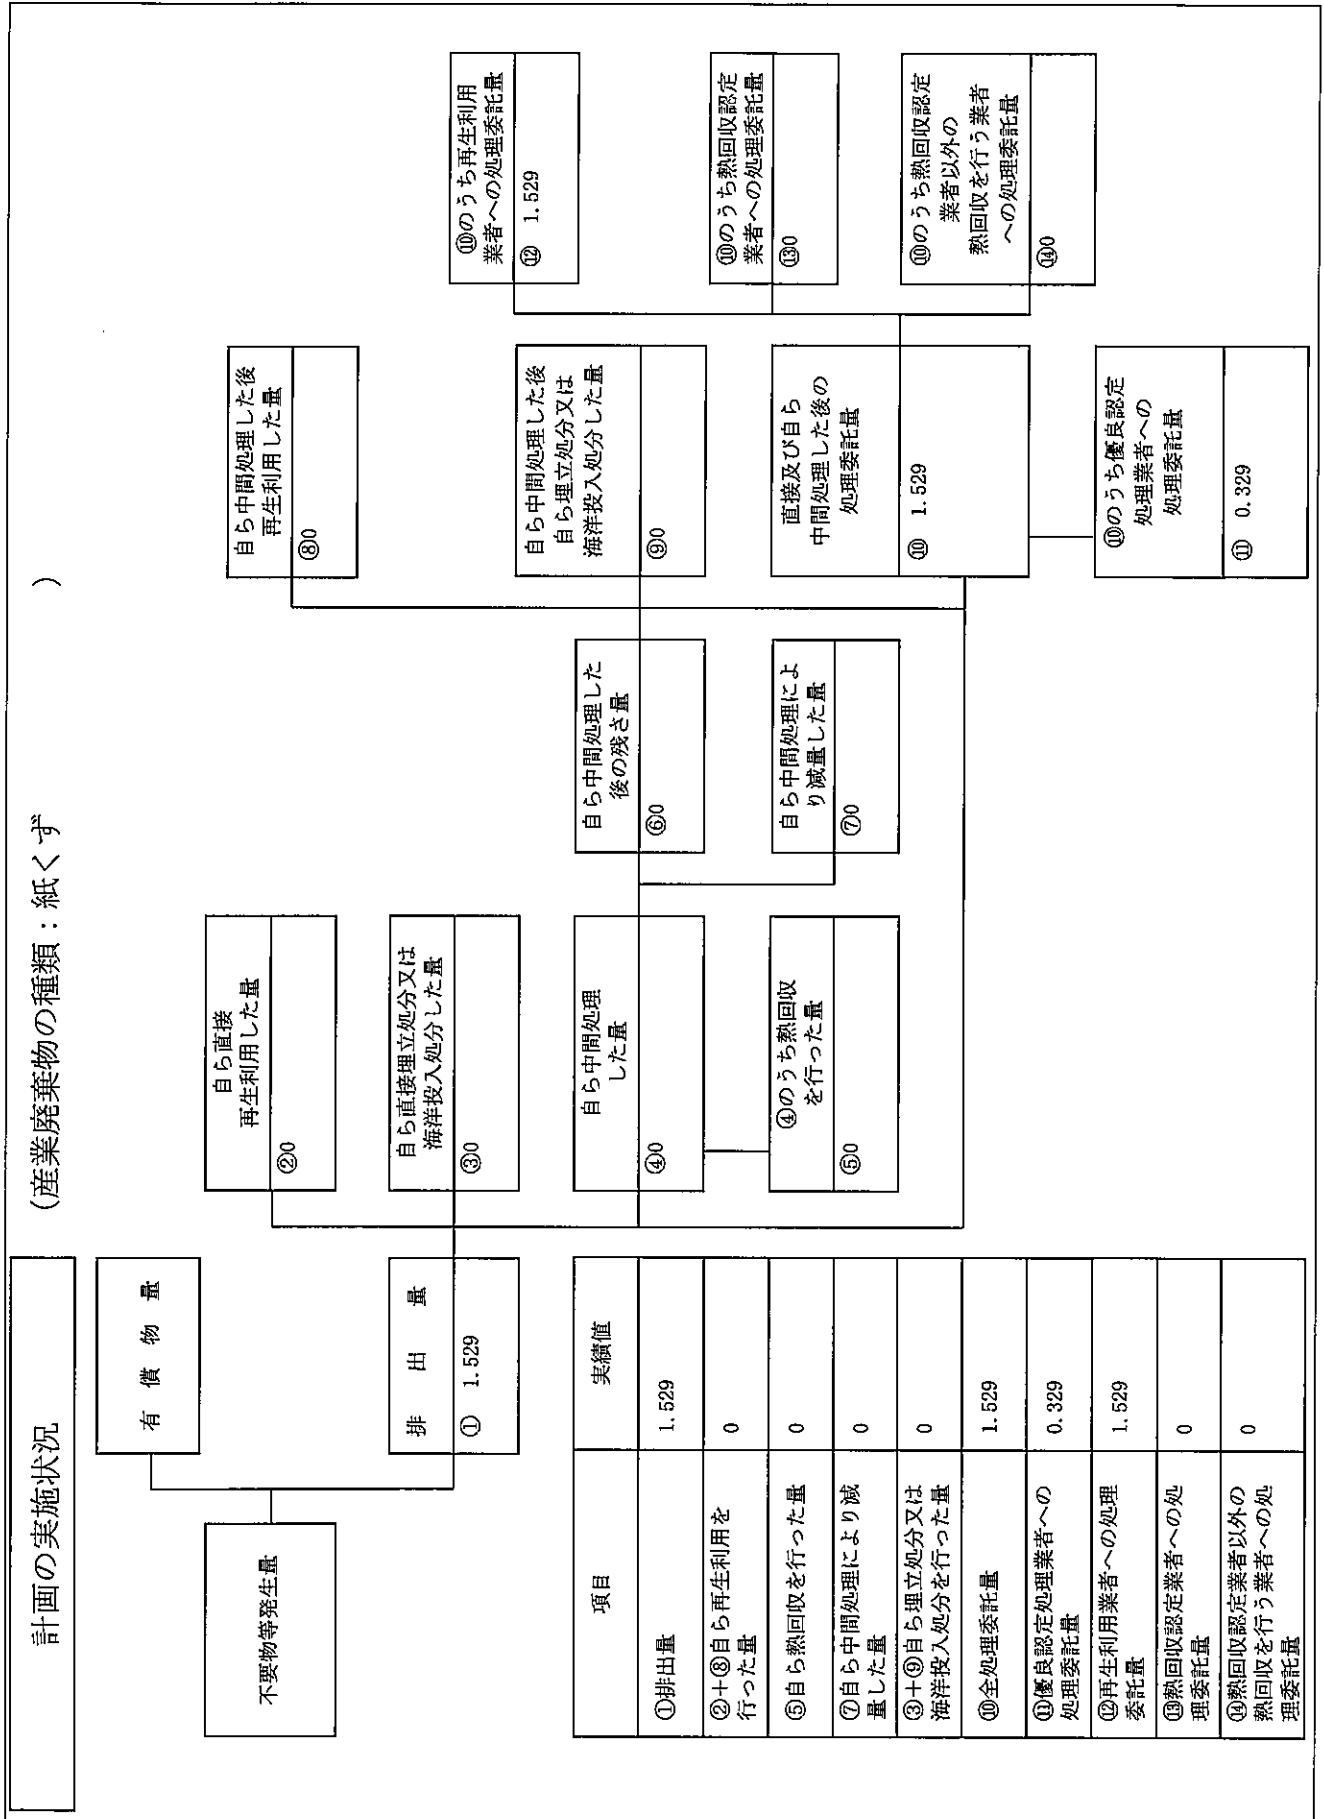 計画の実施状況
(産業廃棄物の種類：紙くず　　　　　)
不要物等発生量
有償物量
排出量
① 1.529
自ら直接
再生利用した量
②0
自ら直接埋立処分又は
海洋投入処分した量
③0
自ら中間処理
した量
④0
④のうち熱回収
を行った量
⑤0
自ら中間処理した
後の残さ量
⑥0
自ら中間処理によ
り減量した量
⑦0
自ら中間処理した後
再生利用した量
⑧0
自ら中間処理した後
自ら埋立処分又は
海洋投入処分した量
⑨0
直接及び自ら
中間処理した後の
処理委託量
⑩ 1.529
⑩のうち優良認定
処理業者への
処理委託量
⑪ 0.329
⑩のうち再生利用
業者への処理委託量
⑫ 1.529
⑩のうち熱回収認定
業者への処理委託量
⑬0
⑩のうち熱回収認定
業者以外の
熱回収を行う業者
への処理委託量
⑭0
項目 実績値
①排出量 1.529
②+⑧自ら再生利用を
行った量 0
⑤自ら熱回収を行った量 0
⑦自ら中間処理により減
量した量 0
③+⑨自ら埋立処分又は
海洋投入処分を行った量 0
⑩全処理委託量 1.529
⑪優良認定処理業者への
処理委託量 0.329
⑫再生利用業者への処理
委託量 1.529
⑬熱回収認定業者への処
理委託量 0
⑭熱回収認定業者以外の
熱回収を行う業者への処
理委託量 0